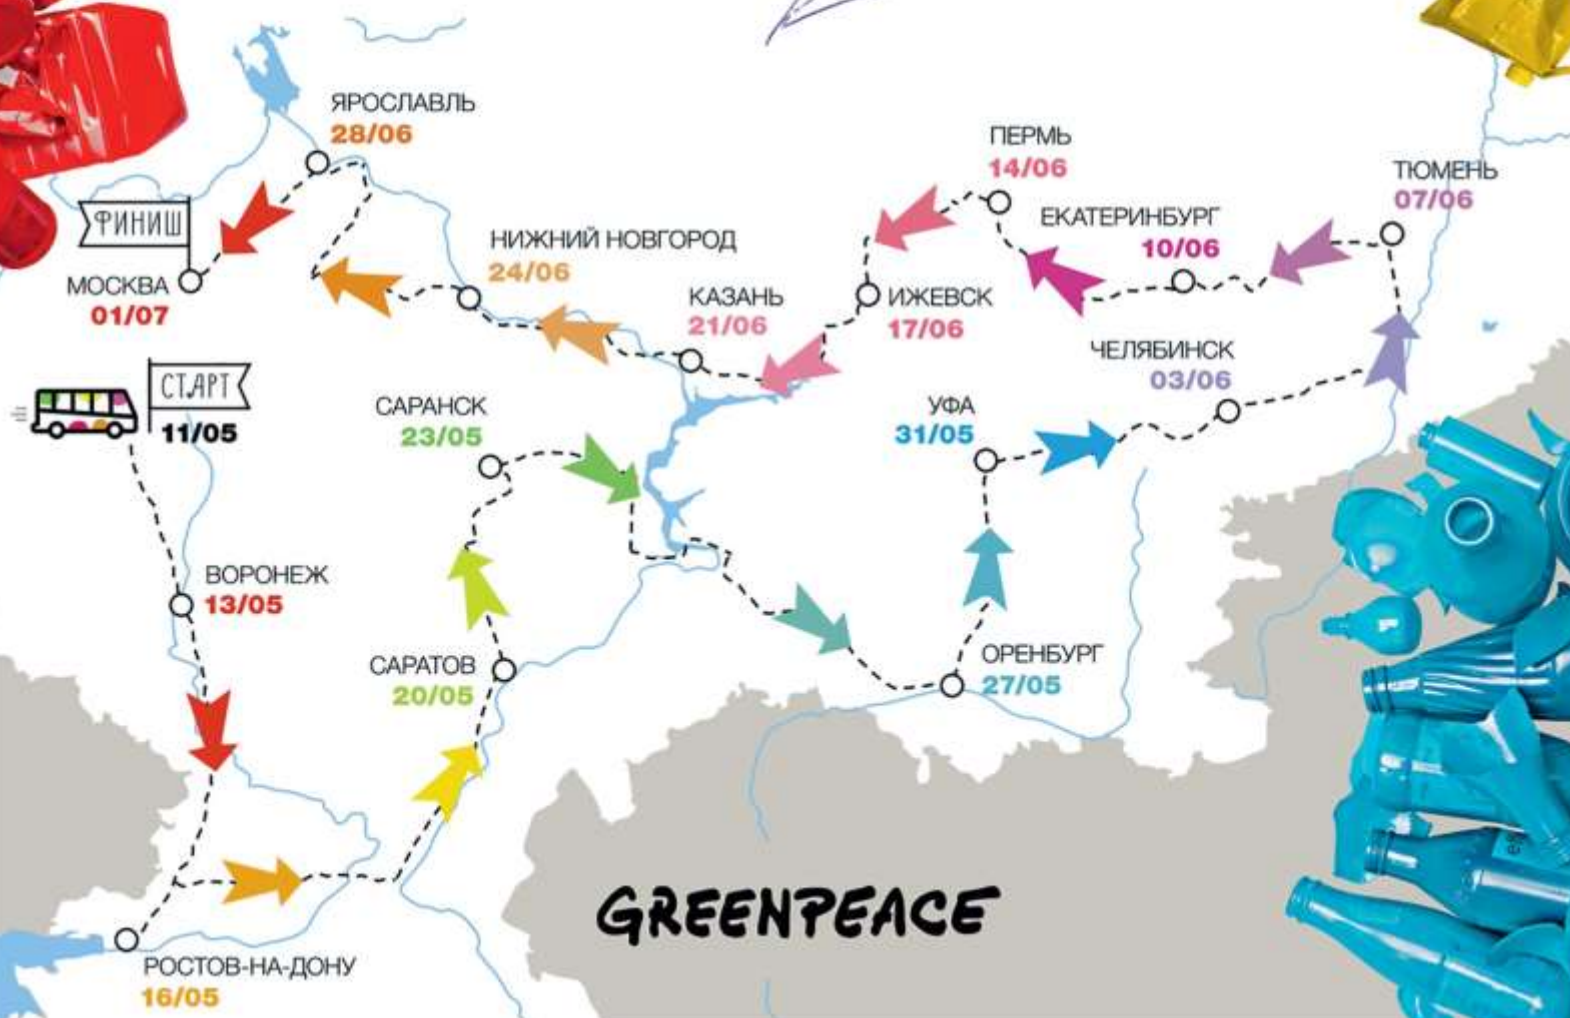 ЯРОСЛАВЛЬ
28/06
ПЕРМЬ
14/06
ТЮМЕНЬ
07/06
ФИНИШ
МОСКВА
01/07
НИЖНИЙ НОВГОРОД
24/06
ЕКАТЕРИНБУРГ
10/06
КАЗАНЬ
21/06
ИЖЕВСК
17/06
ЧЕЛЯБИНСК
03/06
СТАРТ
11/05
САРАНСК
23/05
УФА
31/05
ВОРОНЕЖ
13/05
САРАТОВ
20/05
ОРЕНБУРГ
27/05
GREENPEACE
РОСТОВ-НА-ДОНУ
16/05